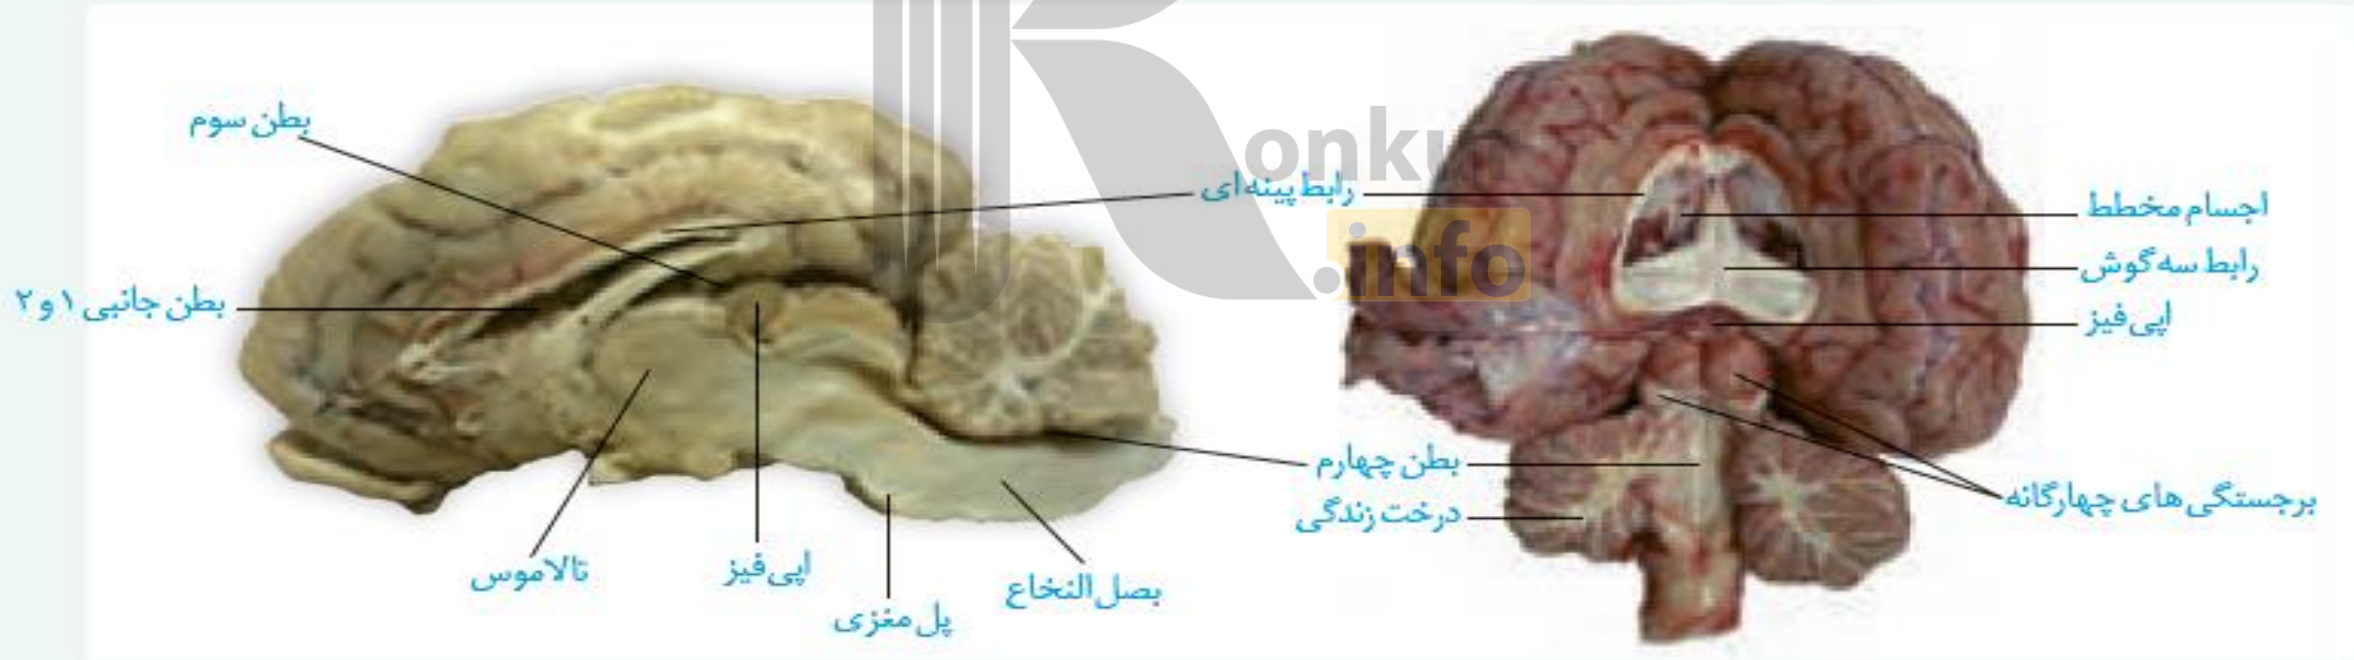 بطن سوم
رابط پینه‌ای
اجسام مخطط
رابط سه گوش
بطن جانبی ۱ و ۲
اپی فیز
بطن چهارم
برجستگی های چهارگانه
درخت زندگی
تالاموس
اپی فیز
بصل النخاع
پل مغزی
Konkur
.info